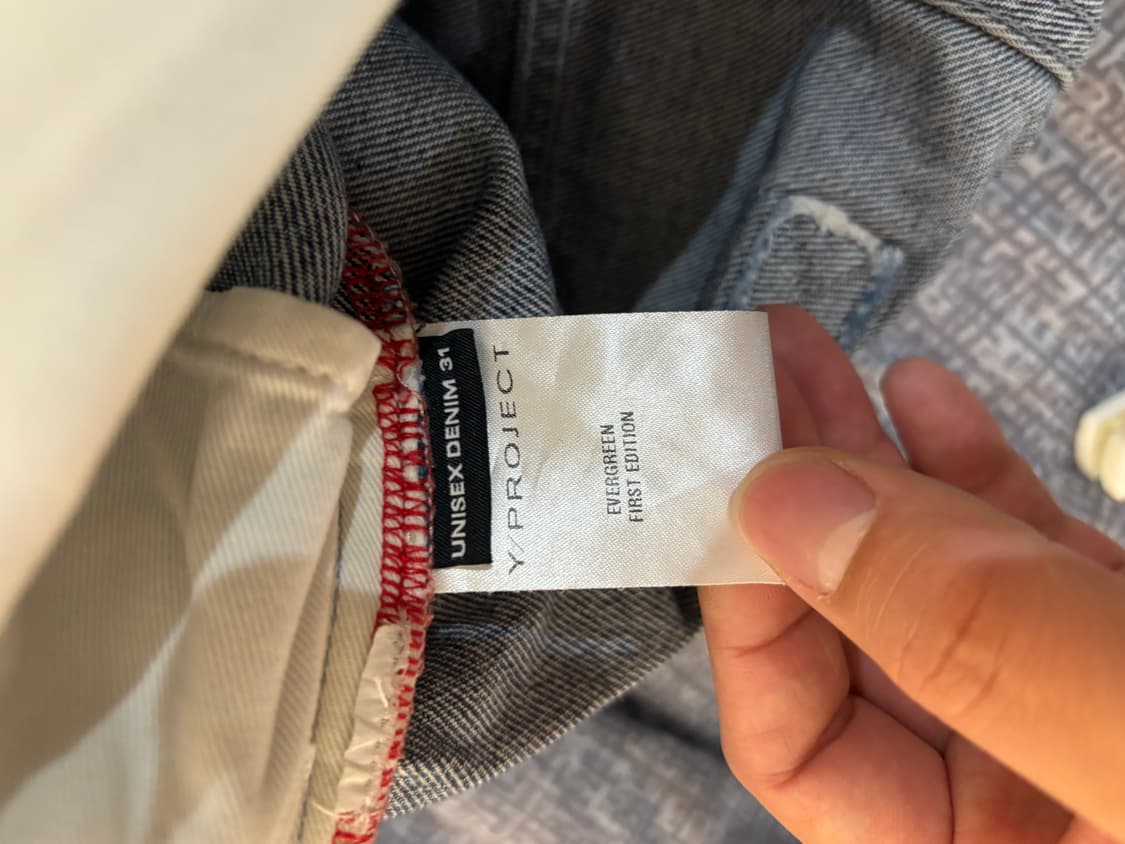 UNISEX DENIM 31
Y/PROJECT
EVERGREEN
FIRST EDITION